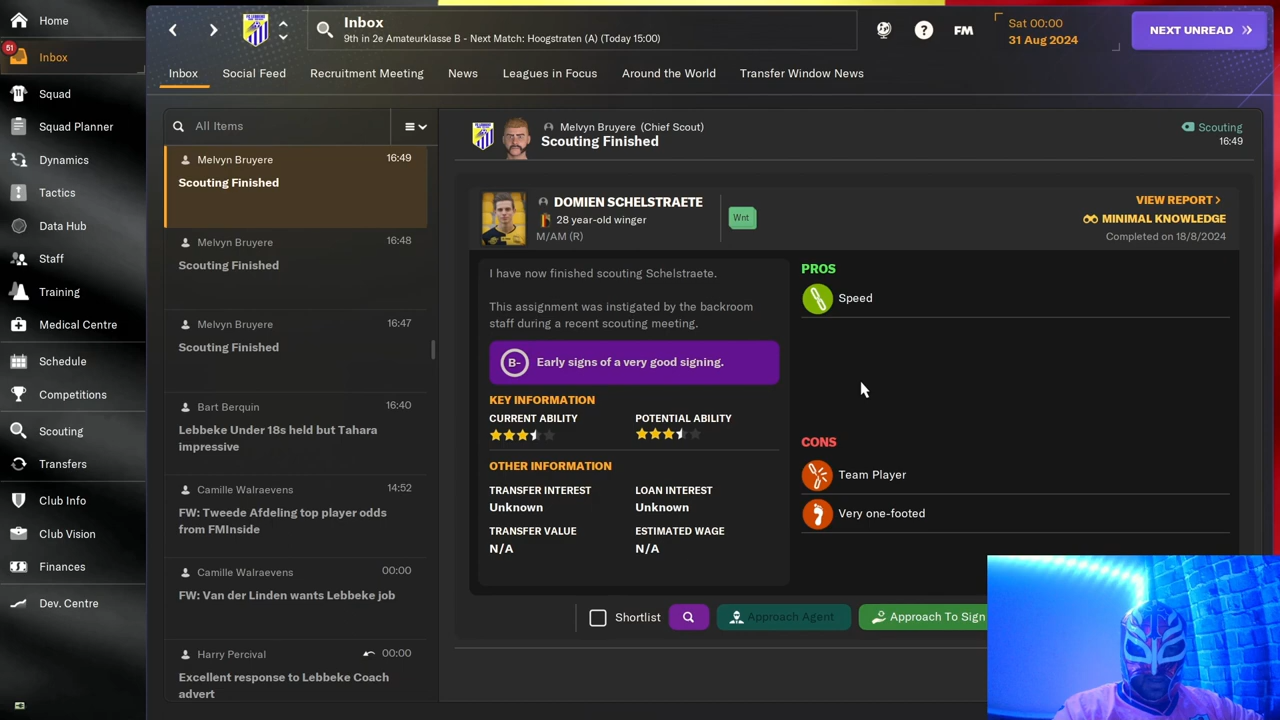 Home
51
Inbox
Squad
Squad Planner
Dynamics
Tactics
Data Hub
Staff
Training
Medical Centre
Schedule
Competitions
Scouting
Transfers
Club Info
Club Vision
Finances
Dev. Centre
Inbox
9th in 2e Amateurklasse B - Next Match: Hoogstraten (A) (Today 15:00)
?
FM
Sat 00:00
31 Aug 2024
NEXT UNREAD
Inbox
Social Feed
Recruitment Meeting
News
Leagues in Focus
Around the World
Transfer Window News
All Items
Melvyn Bruyere 16:49
Scouting Finished
Melvyn Bruyere 16:48
Scouting Finished
Melvyn Bruyere 16:47
Scouting Finished
Bart Berquin 16:40
Lebbeke Under 18s held but Tahara
impressive
Camille Walraevens 14:52
FW: Tweede Afdeling top player odds
from FMInside
Camille Walraevens 00:00
FW: Van der Linden wants Lebbeke job
Harry Percival 00:00
Excellent response to Lebbeke Coach
advert
Melvyn Bruyere (Chief Scout)
Scouting Finished
Scouting
16:49
DOMIEN SCHELSTRAETE
28 year-old winger
M/AM (R)
Wnt
VIEW REPORT
MINIMAL KNOWLEDGE
Completed on 18/8/2024
I have now finished scouting Schelstraete.
This assignment was instigated by the backroom
staff during a recent scouting meeting.
B- Early signs of a very good signing.
KEY INFORMATION
CURRENT ABILITY POTENTIAL ABILITY
OTHER INFORMATION
TRANSFER INTEREST LOAN INTEREST
Unknown Unknown
TRANSFER VALUE ESTIMATED WAGE
N/A N/A
PROS
Speed
CONS
Team Player
Very one-footed
Shortlist
Approach Agent
Approach To Sign